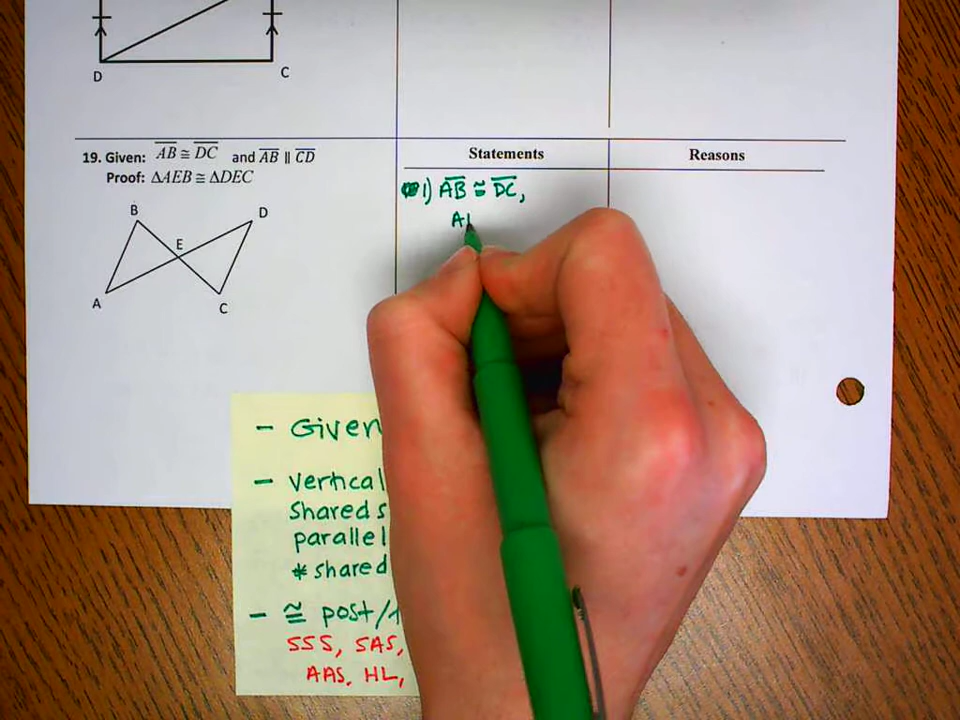 D
C
19. Given: AB ≅ DC and AB ∥ CD
Proof: ΔAEB ≅ ΔDEC
Statements
Reasons
1) AB ≅ DC,
B
D
E
A
C
- Given
- vertical
shared s
parallel
* shared
- ≅ post/
SSS, SAS,
AAS, HL,